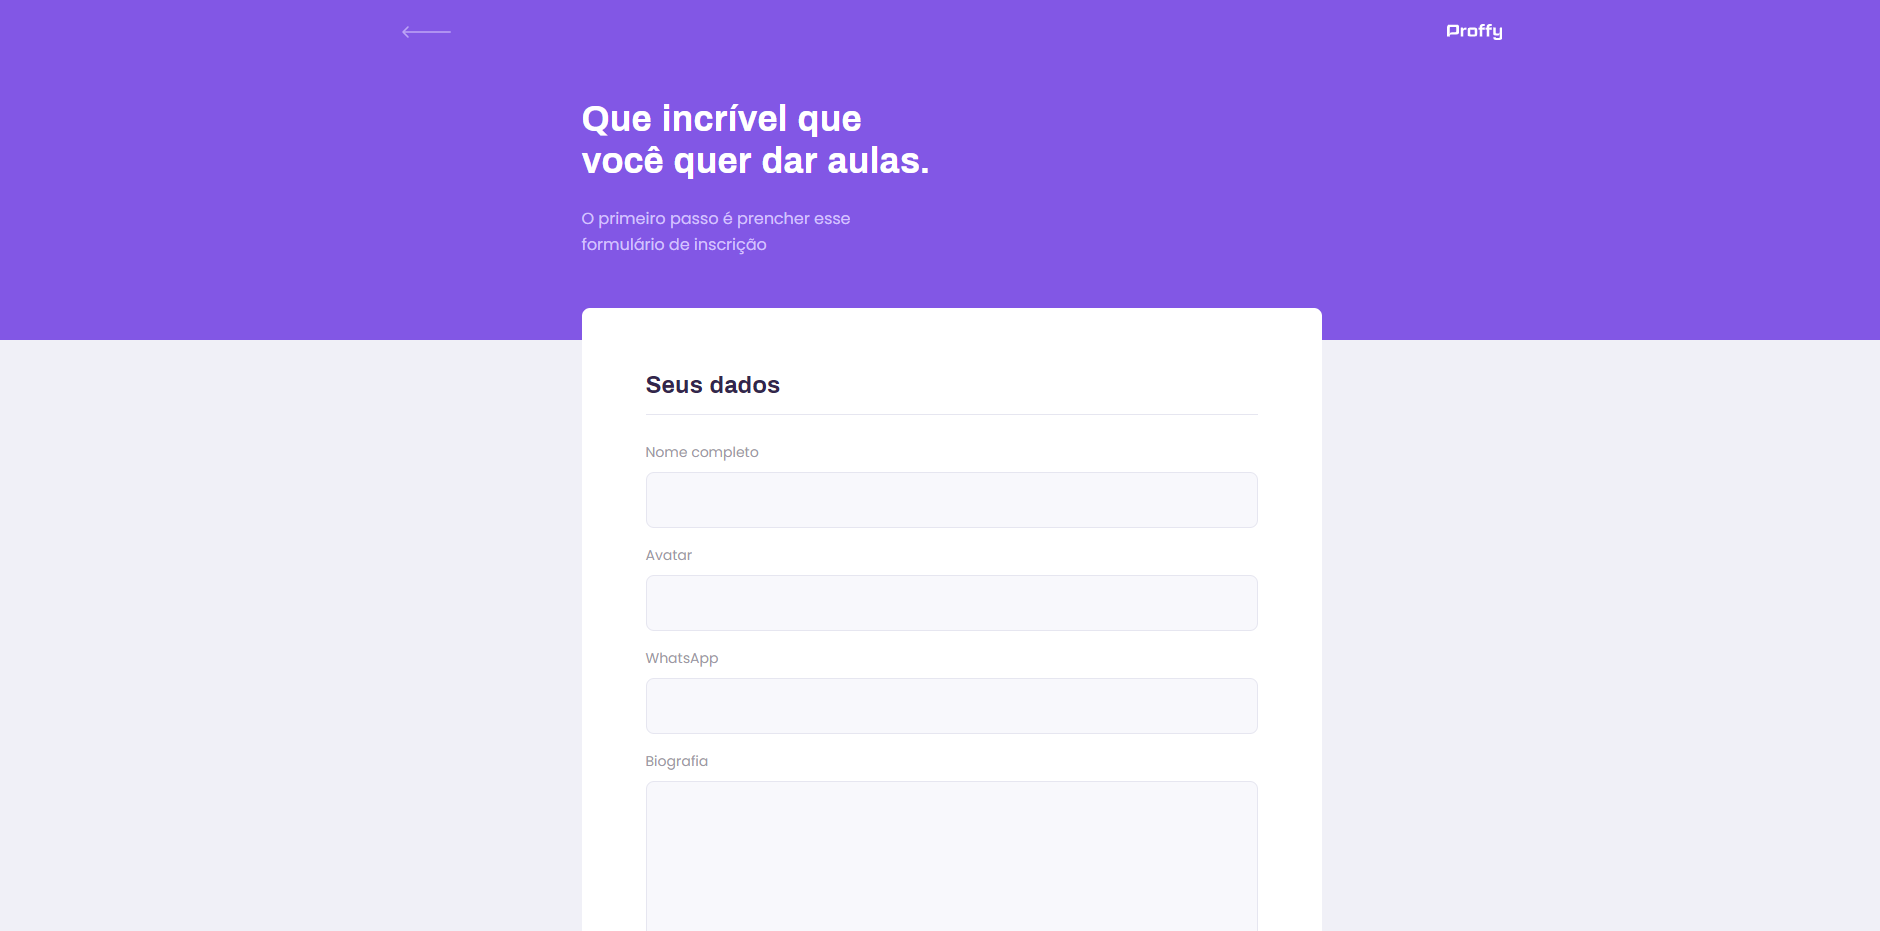 Proffy
Que incrível que
você quer dar aulas.
O primeiro passo é prencher esse
formulário de inscrição
Seus dados
Nome completo
Avatar
WhatsApp
Biografia